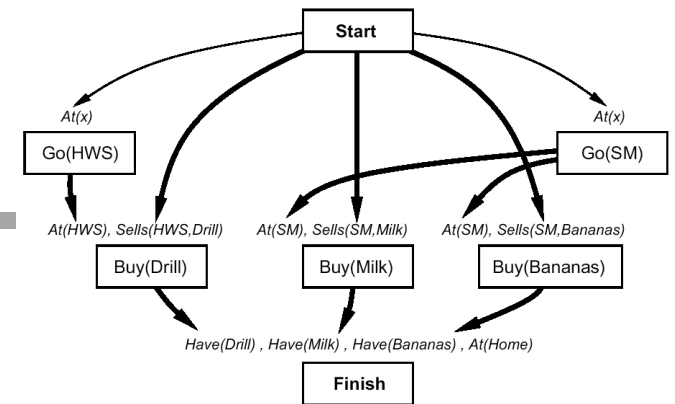 Start
At(x) At(x)
Go(HWS) Go(SM)
At(HWS), Sells(HWS,Drill) At(SM), Sells(SM,Milk) At(SM), Sells(SM,Bananas)
Buy(Drill) Buy(Milk) Buy(Bananas)
Have(Drill) , Have(Milk) , Have(Bananas) , At(Home)
Finish